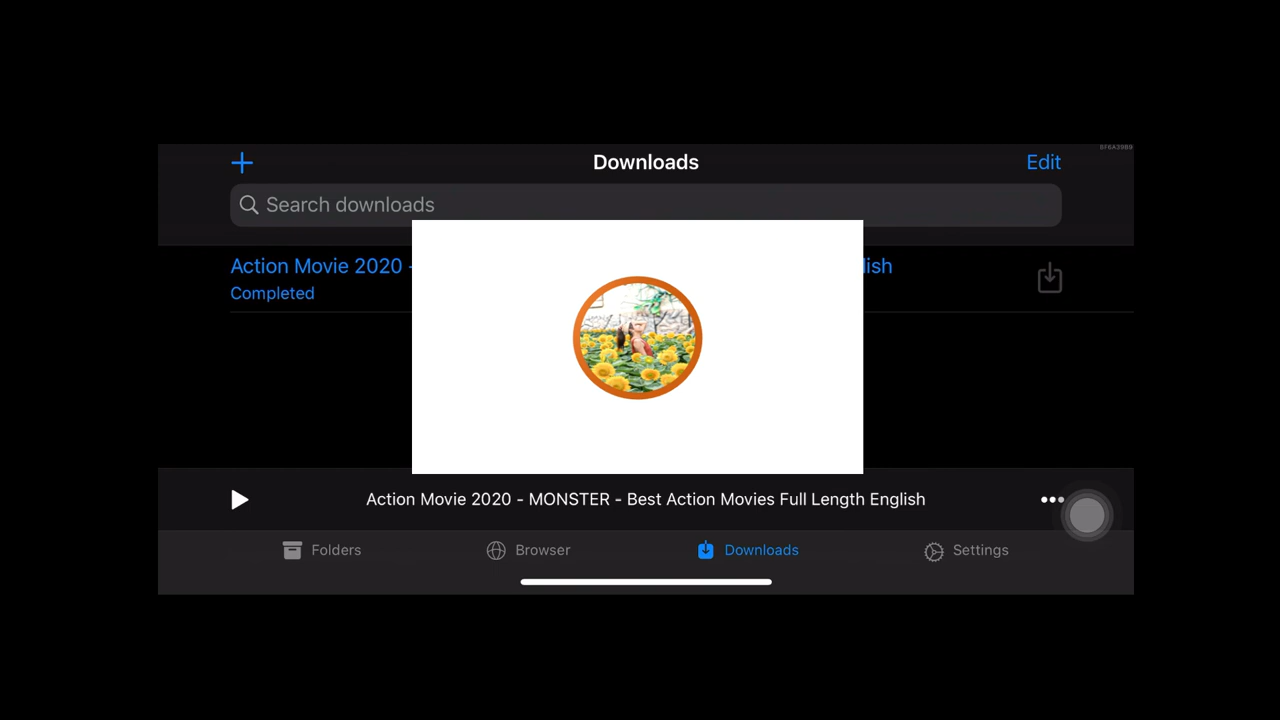 Downloads
Edit
8F6A39B9
Search downloads
Action Movie 2020 -
lish
Completed
Action Movie 2020 - MONSTER - Best Action Movies Full Length English
Folders
Browser
Downloads
Settings